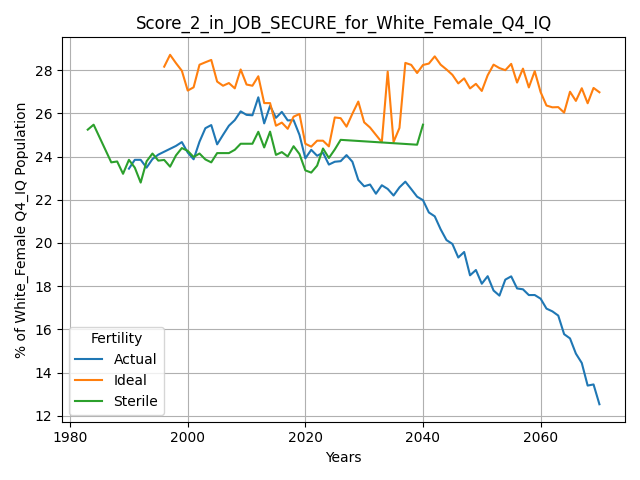 Score_2_in_JOB_SECURE_for_White_Female_Q4_IQ
% of White_Female Q4_IQ Population
28
26
24
22
20
18
16
14
12
Fertility
Actual
Ideal
Sterile
1980
2000
2020
2040
2060
Years